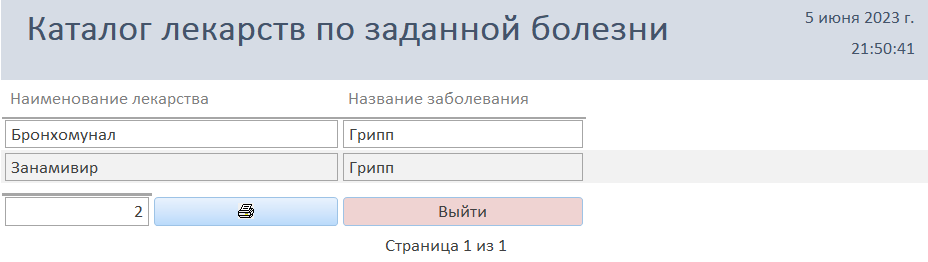 Каталог лекарств по заданной болезни
5 июня 2023 г.
21:50:41
Наименование лекарства Название заболевания
Бронхомунал Грипп
Занамивир Грипп
2 Выйти
Страница 1 из 1